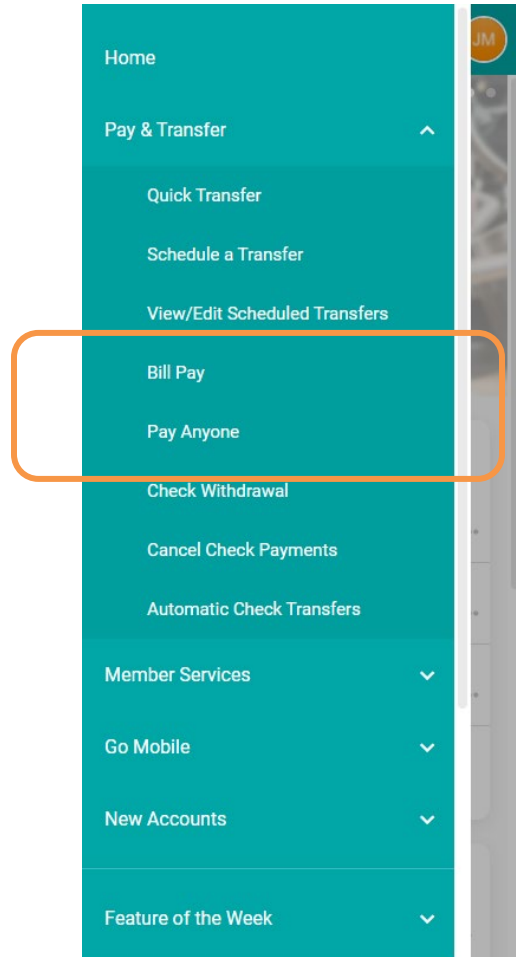 JM
Home
Pay & Transfer
Quick Transfer
Schedule a Transfer
View/Edit Scheduled Transfers
Bill Pay
Pay Anyone
Check Withdrawal
Cancel Check Payments
Automatic Check Transfers
Member Services
Go Mobile
New Accounts
Feature of the Week